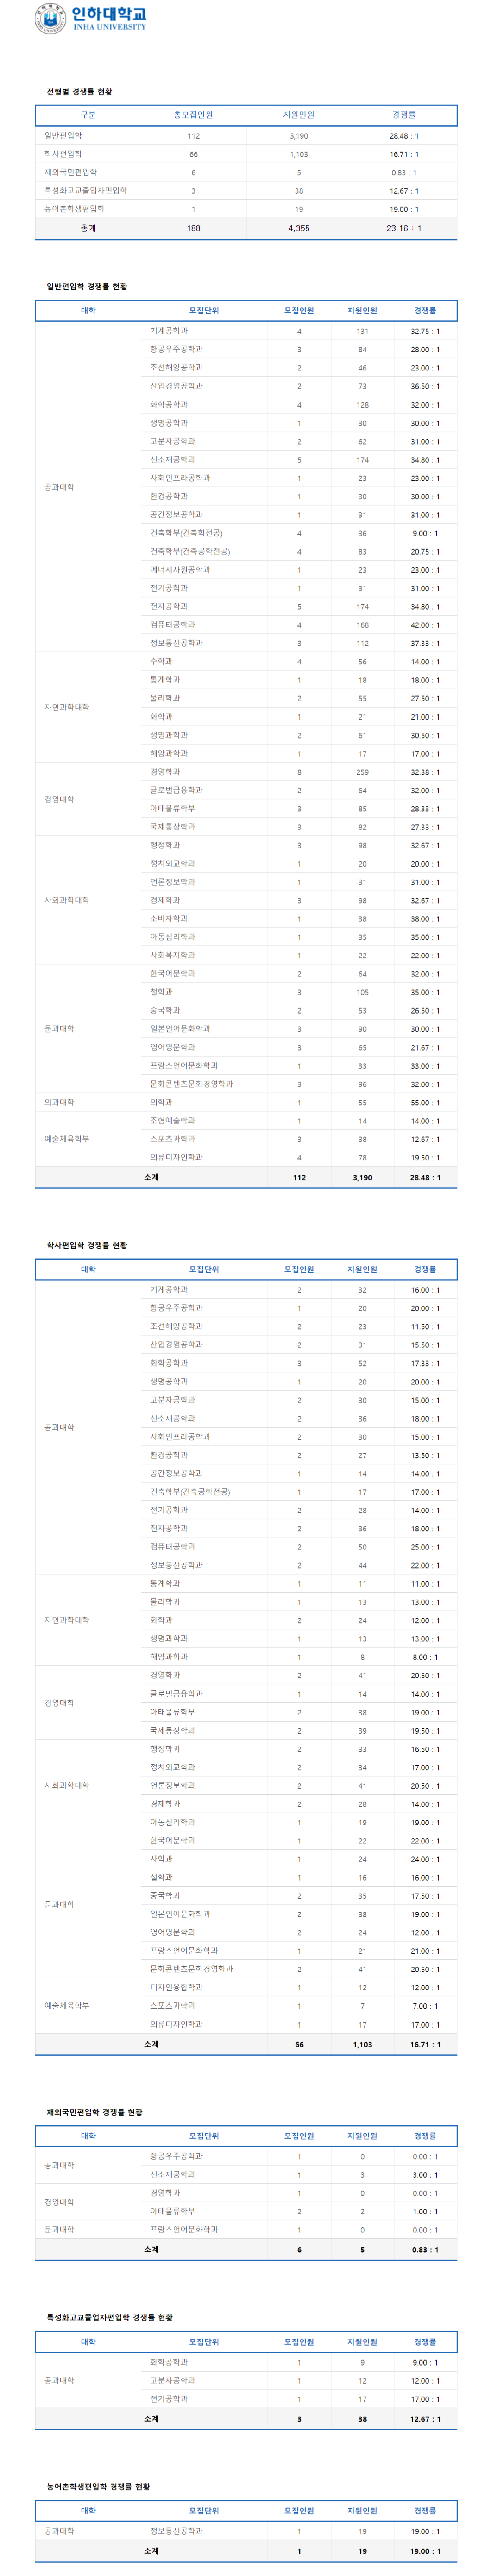 인하대학교
INHA UNIVERSITY
전형별 경쟁률 현황
구분 총모집인원 지원인원 경쟁률
일반편입학 112 3,190 28.48 : 1
학사편입학 66 1,103 16.71 : 1
재외국민편입학 6 5 0.83 : 1
특성화고교졸업자편입학 3 38 12.67 : 1
농어촌학생편입학 1 19 19.00 : 1
총계 188 4,355 23.16 : 1
일반편입학 경쟁률 현황
대학 모집단위 모집인원 지원인원 경쟁률
공과대학
기계공학과 4 131 32.75 : 1
항공우주공학과 3 84 28.00 : 1
조선해양공학과 2 46 23.00 : 1
산업경영공학과 2 73 36.50 : 1
화학공학과 4 128 32.00 : 1
생명공학과 1 30 30.00 : 1
고분자공학과 2 62 31.00 : 1
신소재공학과 5 174 34.80 : 1
사회인프라공학과 1 23 23.00 : 1
환경공학과 1 30 30.00 : 1
공간정보공학과 1 31 31.00 : 1
건축학부(건축학전공) 4 36 9.00 : 1
건축학부(건축공학전공) 4 83 20.75 : 1
에너지자원공학과 1 23 23.00 : 1
전기공학과 1 31 31.00 : 1
전자공학과 5 174 34.80 : 1
컴퓨터공학과 4 168 42.00 : 1
정보통신공학과 3 112 37.33 : 1
자연과학대학
수학과 4 56 14.00 : 1
통계학과 1 18 18.00 : 1
물리학과 2 55 27.50 : 1
화학과 1 21 21.00 : 1
생명과학과 2 61 30.50 : 1
해양과학과 1 17 17.00 : 1
경영대학
경영학과 8 259 32.38 : 1
글로벌금융학과 2 64 32.00 : 1
아태물류학부 3 85 28.33 : 1
국제통상학과 3 82 27.33 : 1
사회과학대학
행정학과 3 98 32.67 : 1
정치외교학과 1 20 20.00 : 1
언론정보학과 1 31 31.00 : 1
경제학과 3 98 32.67 : 1
소비자학과 1 38 38.00 : 1
아동심리학과 1 35 35.00 : 1
사회복지학과 1 22 22.00 : 1
문과대학
한국어문학과 2 64 32.00 : 1
철학과 3 105 35.00 : 1
중국학과 2 53 26.50 : 1
일본언어문화학과 3 90 30.00 : 1
영어영문학과 3 65 21.67 : 1
프랑스언어문화학과 1 33 33.00 : 1
문화콘텐츠문화경영학과 3 96 32.00 : 1
의과대학 의학과 1 55 55.00 : 1
예술체육학부
조형예술학과 1 14 14.00 : 1
스포츠과학과 3 38 12.67 : 1
의류디자인학과 4 78 19.50 : 1
소계 112 3,190 28.48 : 1
학사편입학 경쟁률 현황
대학 모집단위 모집인원 지원인원 경쟁률
공과대학
기계공학과 2 32 16.00 : 1
항공우주공학과 1 20 20.00 : 1
조선해양공학과 2 23 11.50 : 1
산업경영공학과 2 31 15.50 : 1
화학공학과 3 52 17.33 : 1
생명공학과 1 20 20.00 : 1
고분자공학과 2 30 15.00 : 1
신소재공학과 2 36 18.00 : 1
사회인프라공학과 2 30 15.00 : 1
환경공학과 2 27 13.50 : 1
공간정보공학과 1 14 14.00 : 1
건축학부(건축공학전공) 1 17 17.00 : 1
전기공학과 2 28 14.00 : 1
전자공학과 2 36 18.00 : 1
컴퓨터공학과 2 50 25.00 : 1
정보통신공학과 2 44 22.00 : 1
자연과학대학
통계학과 1 11 11.00 : 1
물리학과 1 13 13.00 : 1
화학과 2 24 12.00 : 1
생명과학과 1 13 13.00 : 1
해양과학과 1 8 8.00 : 1
경영대학
경영학과 2 41 20.50 : 1
글로벌금융학과 1 14 14.00 : 1
아태물류학부 2 38 19.00 : 1
국제통상학과 2 39 19.50 : 1
사회과학대학
행정학과 2 33 16.50 : 1
정치외교학과 2 34 17.00 : 1
언론정보학과 2 41 20.50 : 1
경제학과 2 28 14.00 : 1
아동심리학과 1 19 19.00 : 1
문과대학
한국어문학과 1 22 22.00 : 1
사학과 1 24 24.00 : 1
철학과 1 16 16.00 : 1
중국학과 2 35 17.50 : 1
일본언어문화학과 2 38 19.00 : 1
영어영문학과 2 24 12.00 : 1
프랑스언어문화학과 1 21 21.00 : 1
문화콘텐츠문화경영학과 2 41 20.50 : 1
예술체육학부
디자인융합학과 1 12 12.00 : 1
스포츠과학과 1 7 7.00 : 1
의류디자인학과 1 17 17.00 : 1
소계 66 1,103 16.71 : 1
재외국민편입학 경쟁률 현황
대학 모집단위 모집인원 지원인원 경쟁률
공과대학
항공우주공학과 1 0 0.00 : 1
신소재공학과 1 3 3.00 : 1
경영대학
경영학과 1 0 0.00 : 1
아태물류학부 2 2 1.00 : 1
문과대학 프랑스언어문화학과 1 0 0.00 : 1
소계 6 5 0.83 : 1
특성화고교졸업자편입학 경쟁률 현황
대학 모집단위 모집인원 지원인원 경쟁률
공과대학
화학공학과 1 9 9.00 : 1
고분자공학과 1 12 12.00 : 1
전기공학과 1 17 17.00 : 1
소계 3 38 12.67 : 1
농어촌학생편입학 경쟁률 현황
대학 모집단위 모집인원 지원인원 경쟁률
공과대학 정보통신공학과 1 19 19.00 : 1
소계 1 19 19.00 : 1